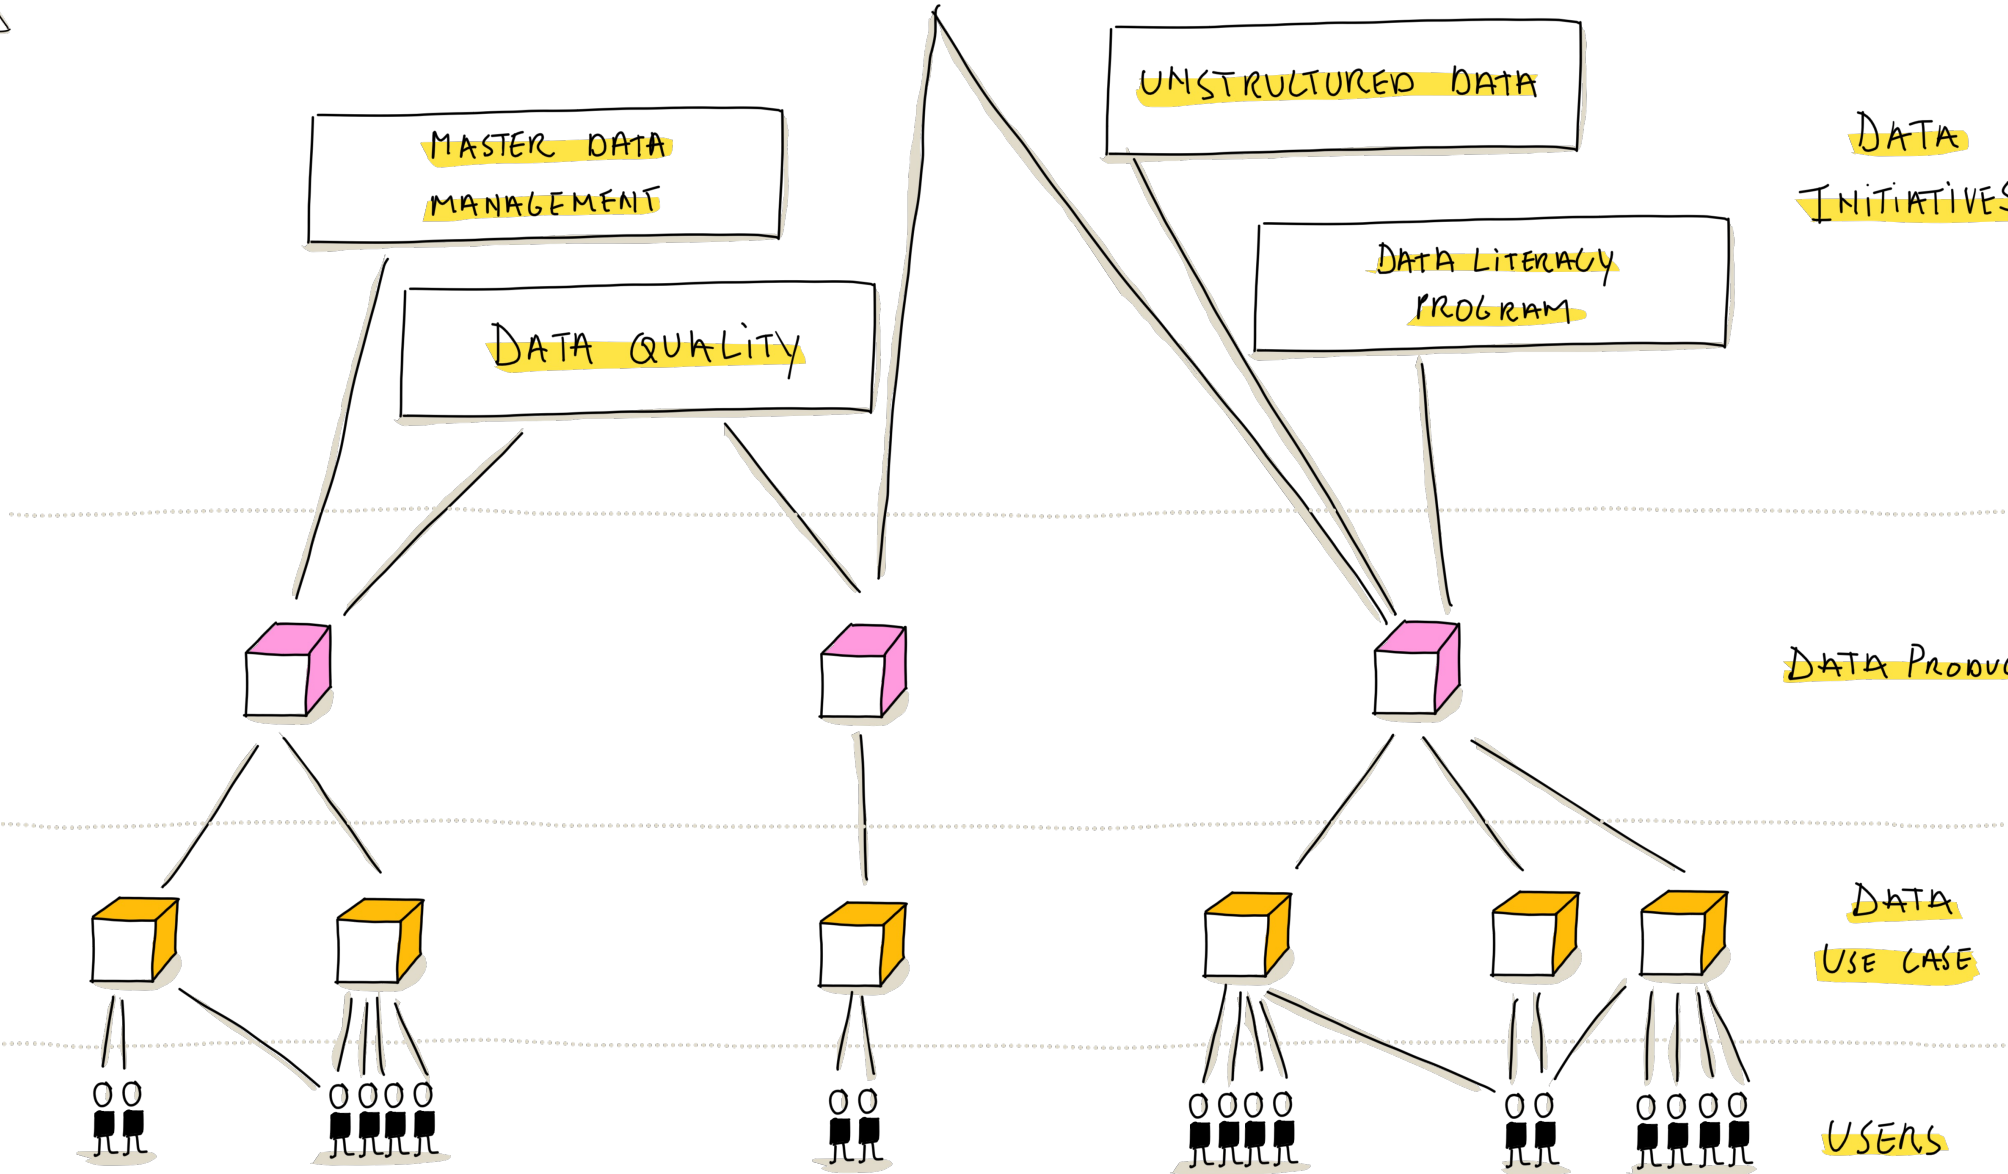 UNSTRUCTURED DATA
MASTER DATA
MANAGEMENT
DATA
INITIATIVES
DATA LITERACY
PROGRAM
DATA QUALITY
DATA PRODUC
DATA
USE CASE
USERS